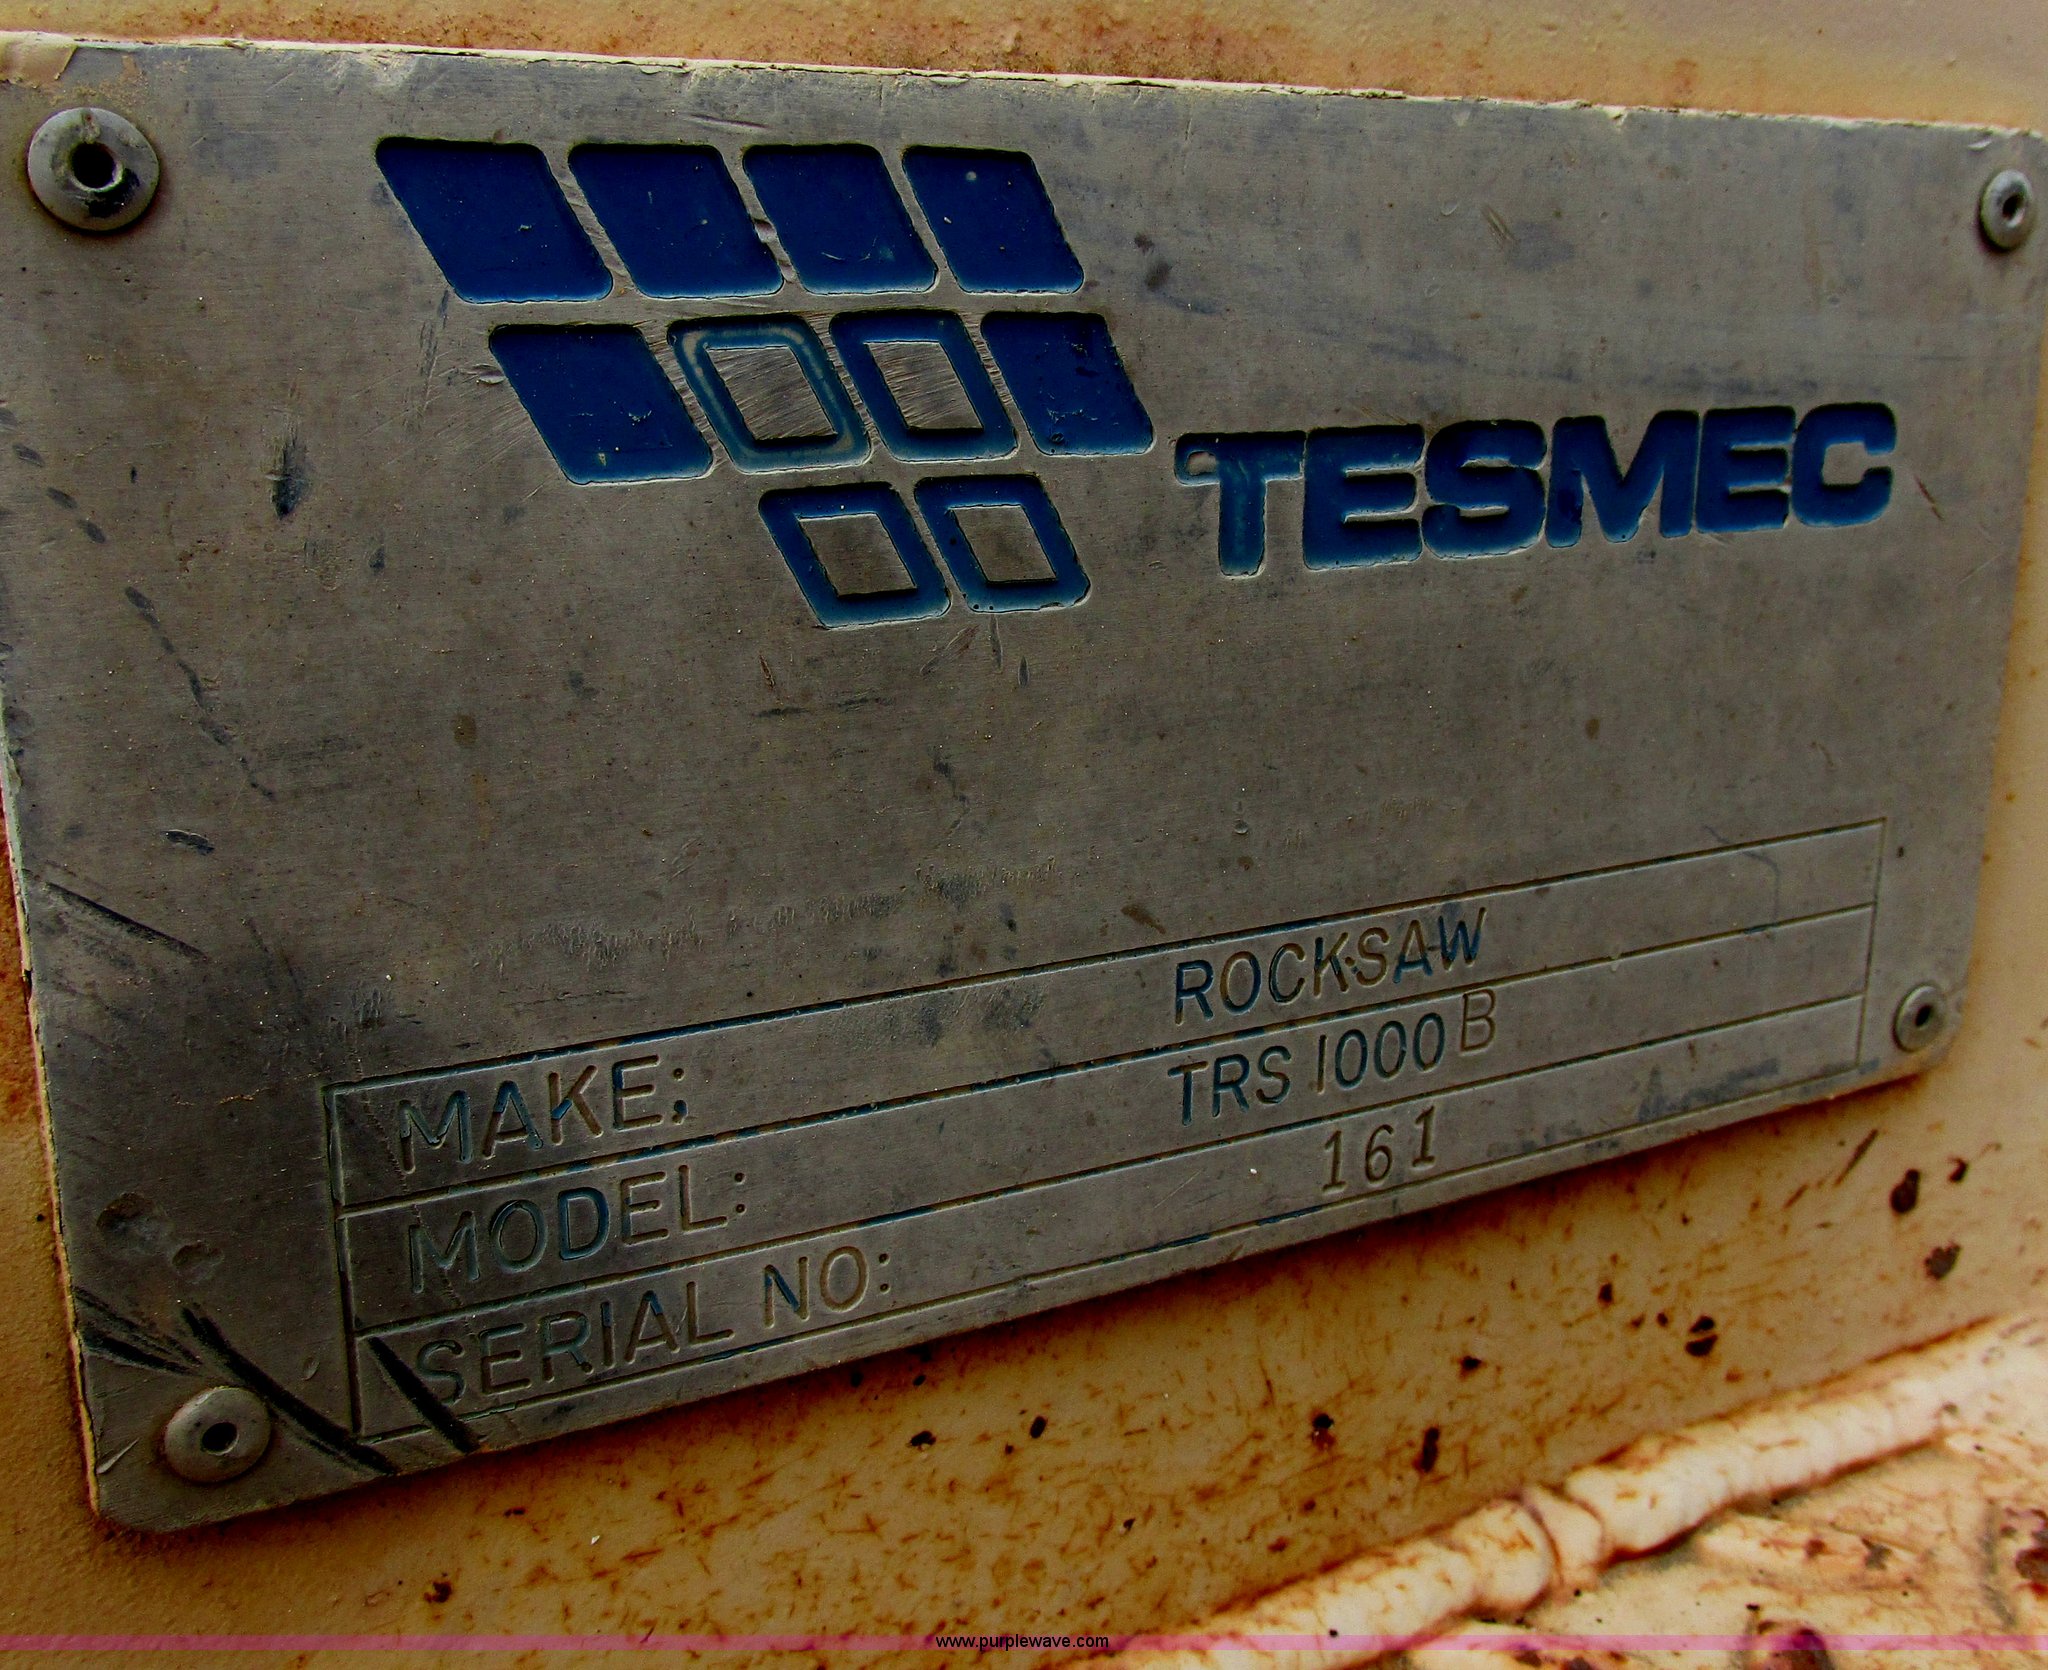 TESMEC
MAKE: ROCKSAW
MODEL: TRS 1000 B
SERIAL NO: 161
www.purplewave.com